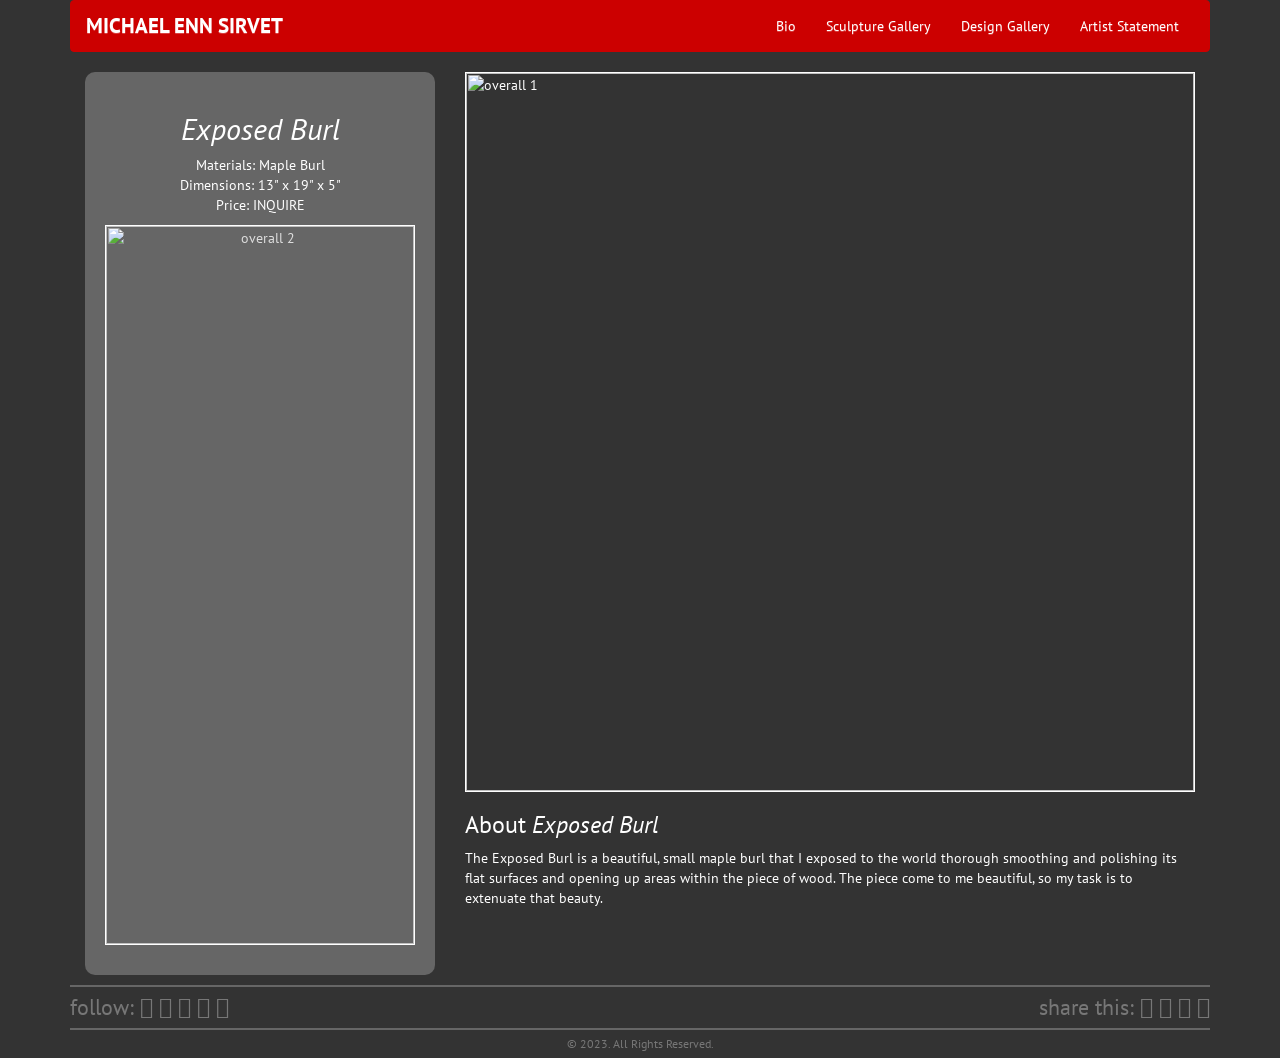 MICHAEL ENN SIRVET
Bio
Sculpture Gallery
Design Gallery
Artist Statement
Exposed Burl
Materials: Maple Burl
Dimensions: 13" x 19" x 5"
Price: INQUIRE
overall 2
overall 1
About Exposed Burl
The Exposed Burl is a beautiful, small maple burl that I exposed to the world thorough smoothing and polishing its
flat surfaces and opening up areas within the piece of wood. The piece come to me beautiful, so my task is to
extenuate that beauty.
follow:
share this:
© 2023. All Rights Reserved.